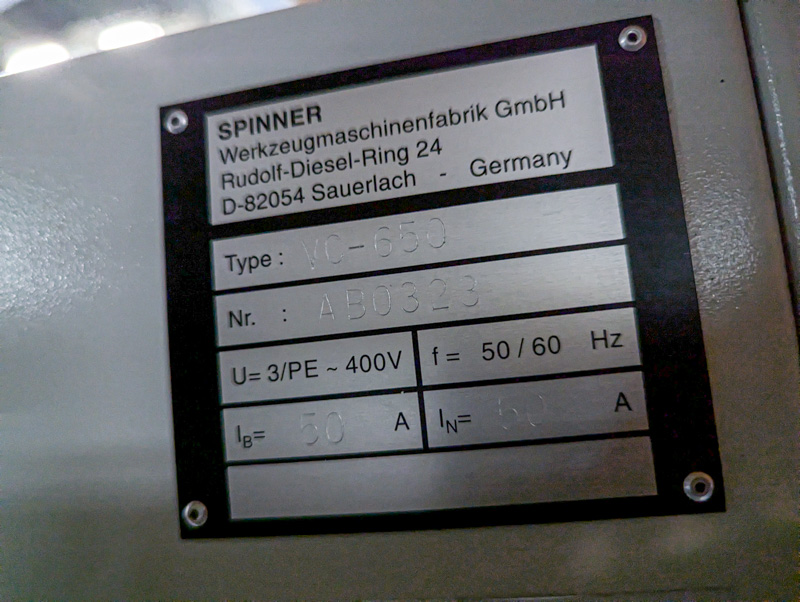 SPINNER
Werkzeugmaschinenfabrik GmbH
Rudolf-Diesel-Ring 24
D-82054 Sauerlach - Germany
Type : VC-650
Nr. : AB0323
U= 3/PE ~ 400V f = 50 / 60 Hz
IB= 50 A IN= A